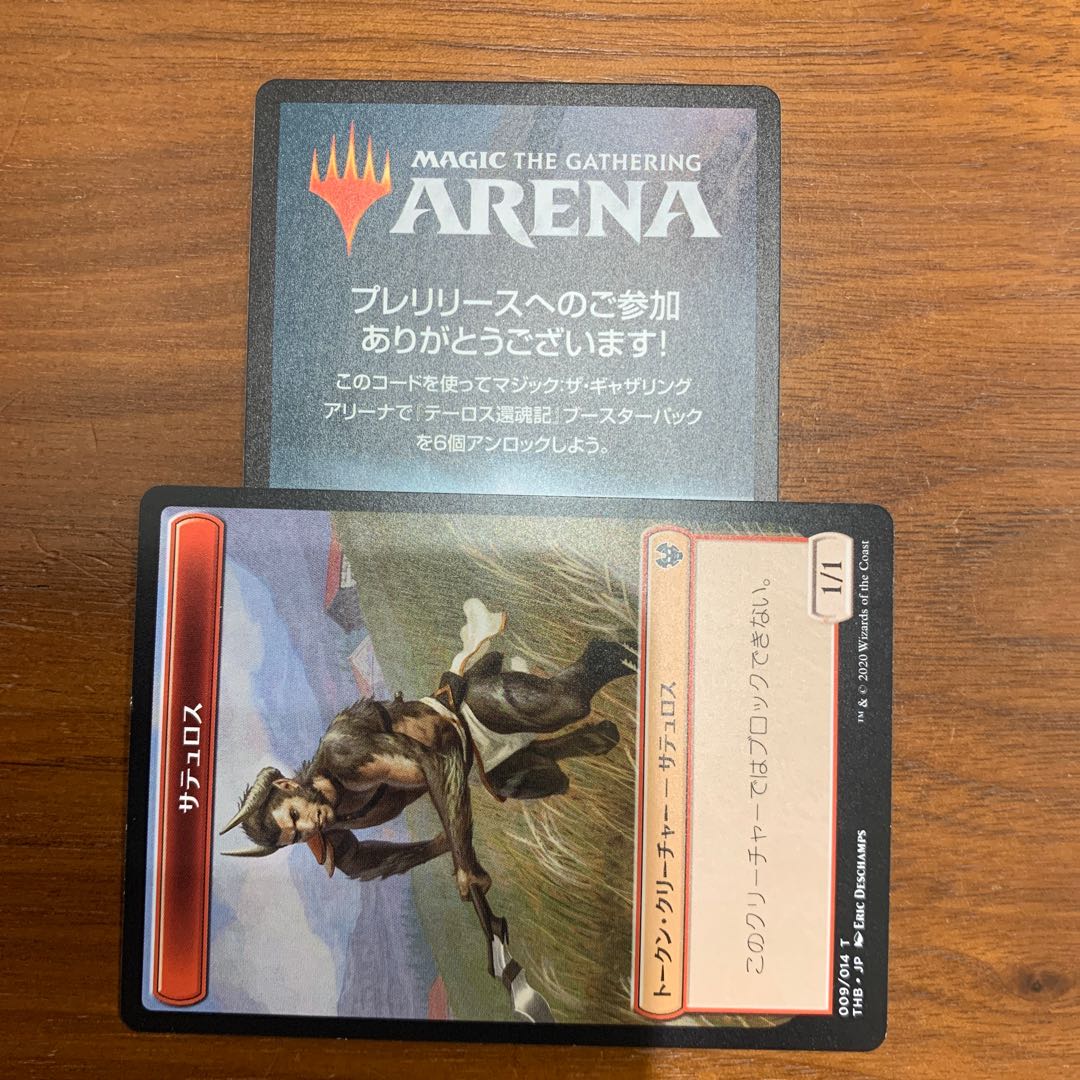 MAGIC THE GATHERING
ARENA
プレリリースへのご参加
ありがとうございます!
このコードを使ってマジック:ザ・ギャザリング
アリーナで『テーロス還魂記』ブースターパック
を6個アンロックしよう。
サテュロス
トークン・クリーチャー — サテュロス
このクリーチャーではブロックできない。
1/1
009/014 T
THB • JP ERIC DESCHAMPS
™ & © 2020 Wizards of the Coast